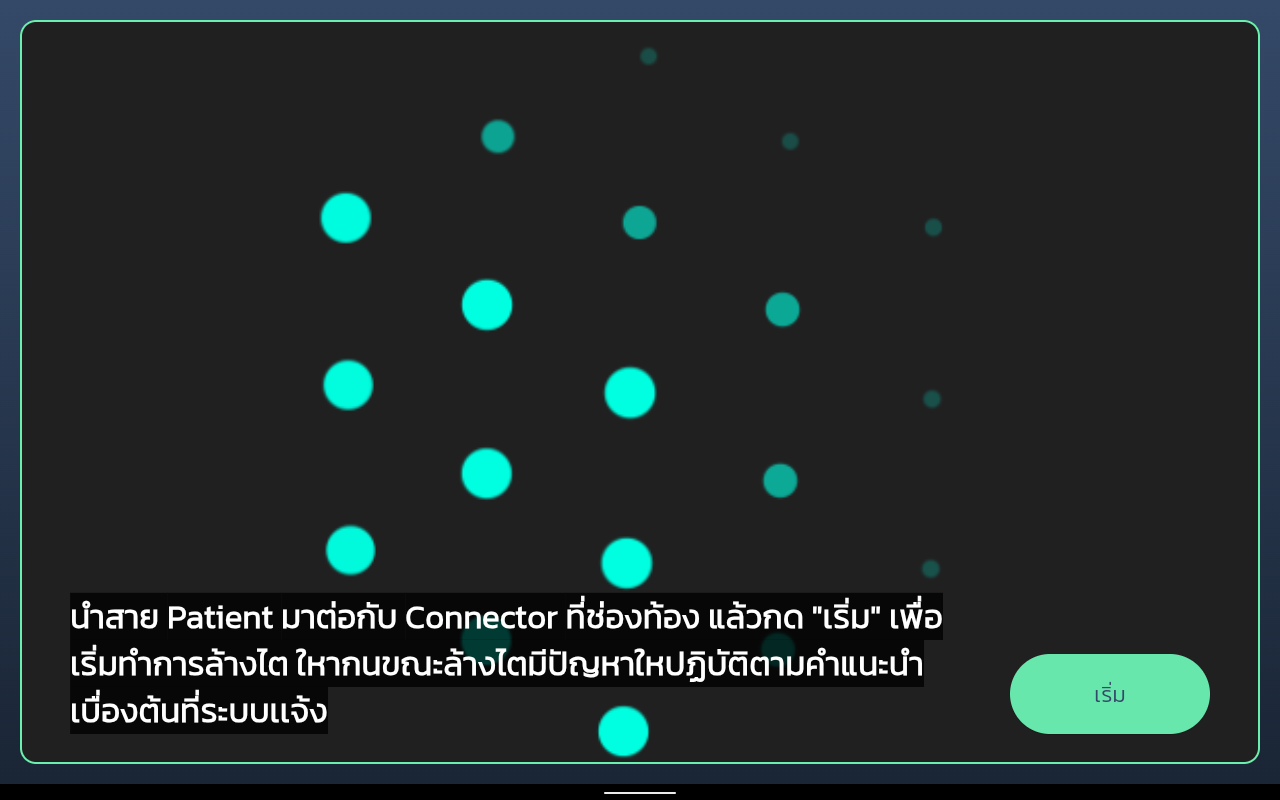 นำสาย Patient มาต่อกับ Connector ที่ช่องท้อง แล้วกด "เริ่ม" เพื่อ
เริ่มทำการล้างไต ใหากนขณะล้างไตมีปัญหาใหปฏิบัติตามคำแนะนำ
เบื่องต้นที่ระบบแจ้ง
เริ่ม